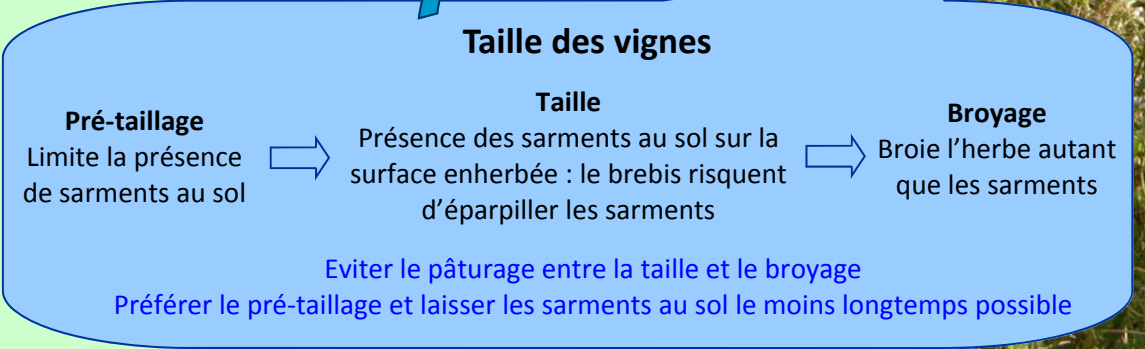 Taille des vignes
Pré-taillage
Limite la présence
de sarments au sol
Taille
Présence des sarments au sol sur la
surface enherbée : le brebis risquent
d'éparpiller les sarments
Broyage
Broie l'herbe autant
que les sarments
Eviter le pâturage entre la taille et le broyage
Préférer le pré-taillage et laisser les sarments au sol le moins longtemps possible